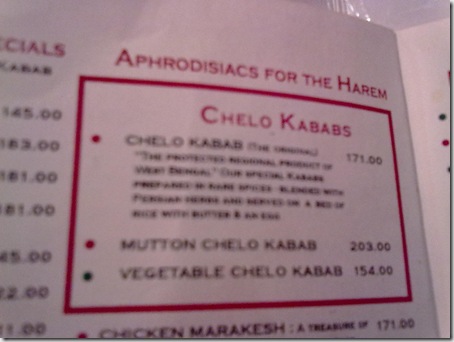 ECIALS
KABAB
145.00
183.00
181.00
181.00
45.00
22.00
11.00
APHRODISIACS FOR THE HAREM
CHELO KABABS
CHELO KABAB (THE ORIGINAL) 171.00
"THE PROTECTED REGIONAL PRODUCT OF
WEST BENGAL" OUR SPECIAL KABABS
PREPARED IN RARE SPICES - BLENDED WITH
PERSIAN HERBS AND SERVED ON A BED OF
RICE WITH BUTTER & AN EGG
MUTTON CHELO KABAB 203.00
VEGETABLE CHELO KABAB 154.00
CHICKEN MARAKESH : A TREASURE OF 171.00